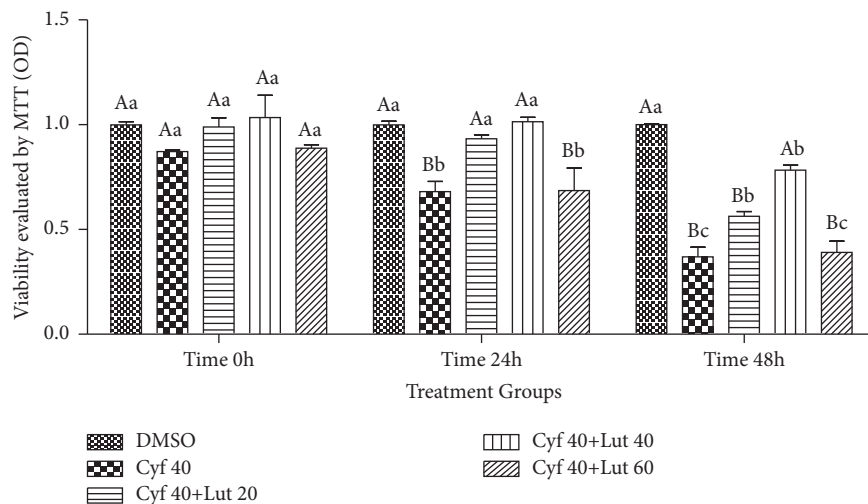 Viability evaluated by MTT (OD)
1.5
1.0
0.5
0.0
Aa
Aa
Aa
Aa
Aa
Aa
Bb
Aa
Aa
Bb
Aa
Bc
Bb
Ab
Bc
Time 0h
Time 24h
Time 48h
Treatment Groups
DMSO
Cyf 40
Cyf 40+Lut 20
Cyf 40+Lut 40
Cyf 40+Lut 60